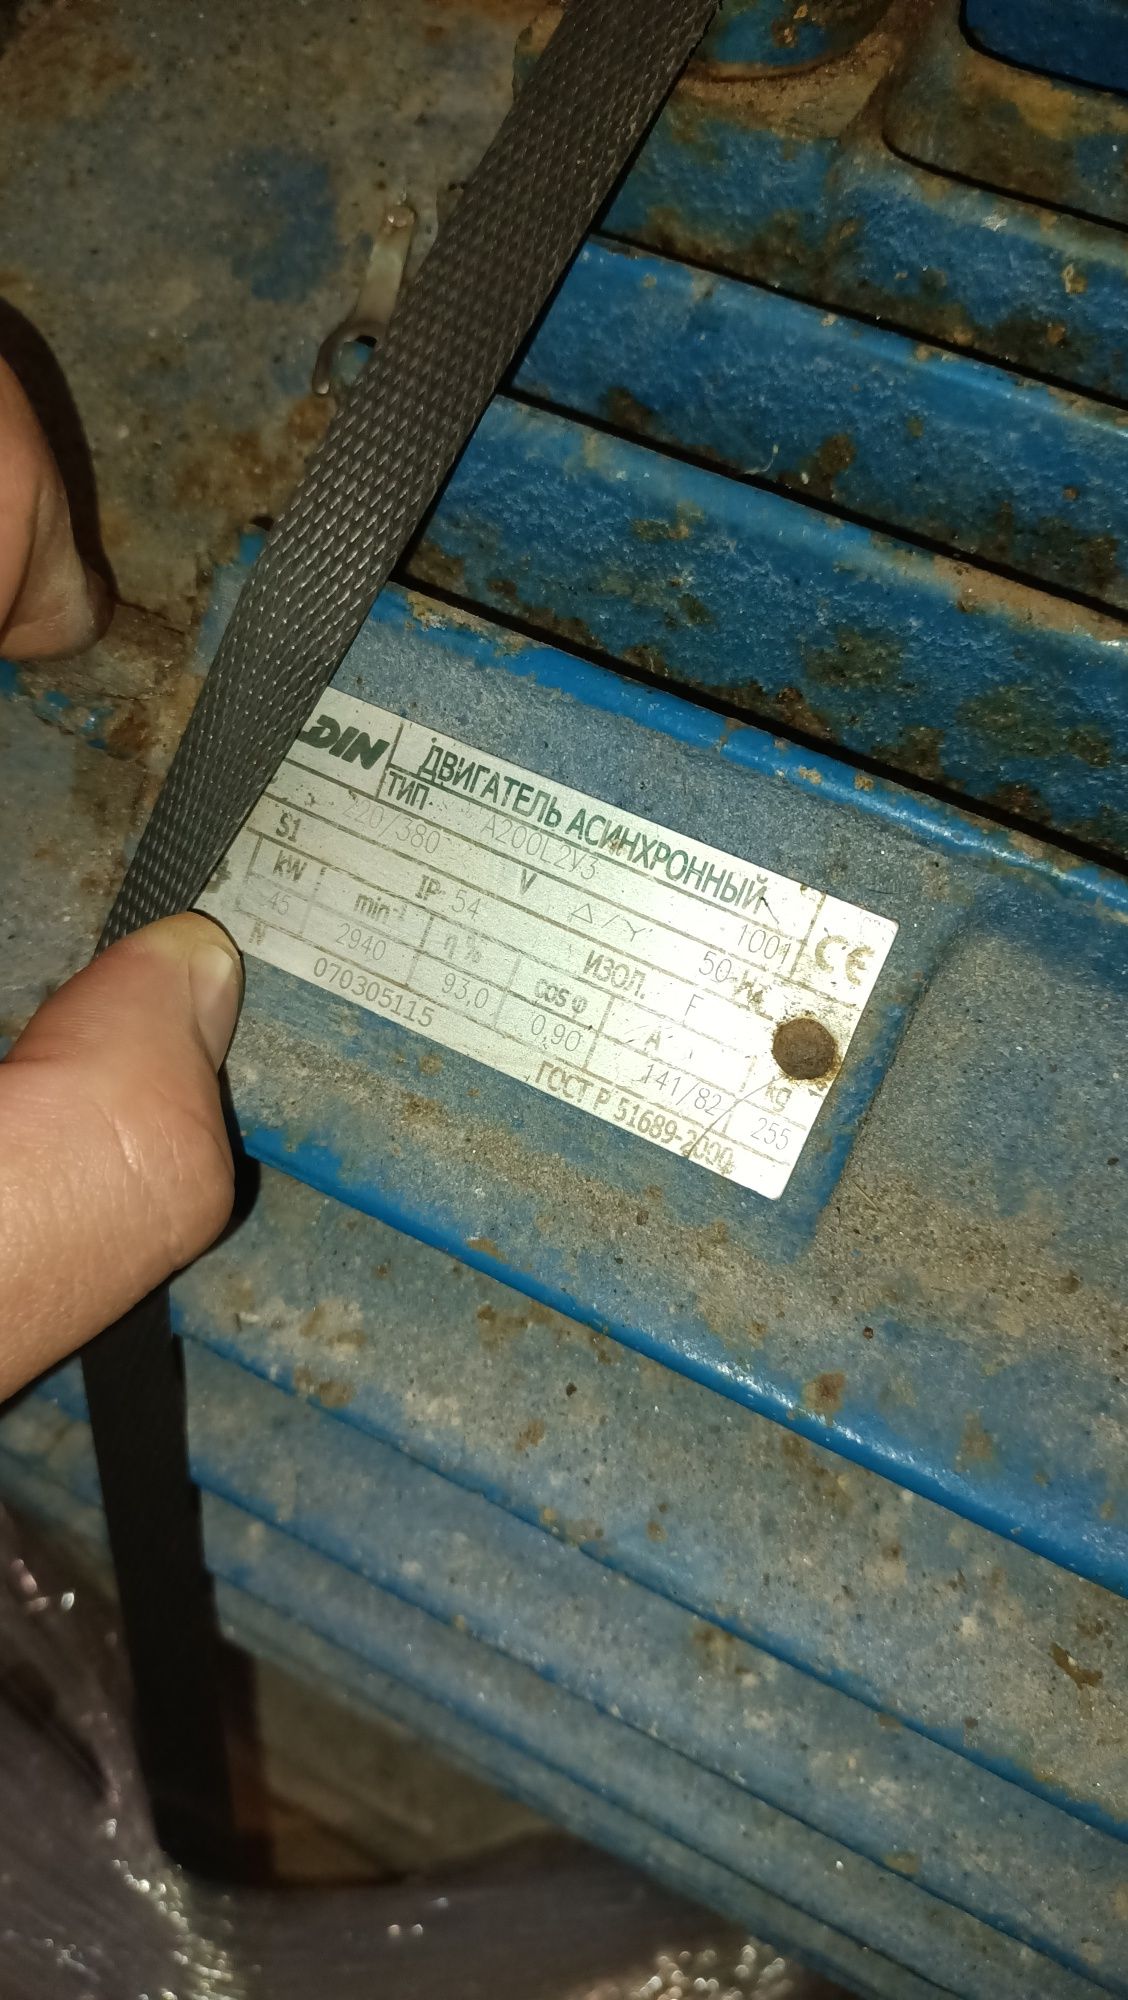 DIN ДВИГАТЕЛЬ АСИНХРОННЫЙ
ТИП A200L2У3 1001 CE
220/380 V △/Y 50 Hz
S1 IP 54 ИЗОЛ. F
kW min⁻¹ η % cos φ A kg
45 2940 93,0 0,90 141/82 255
N 070305115 ГОСТ Р 51689-2000